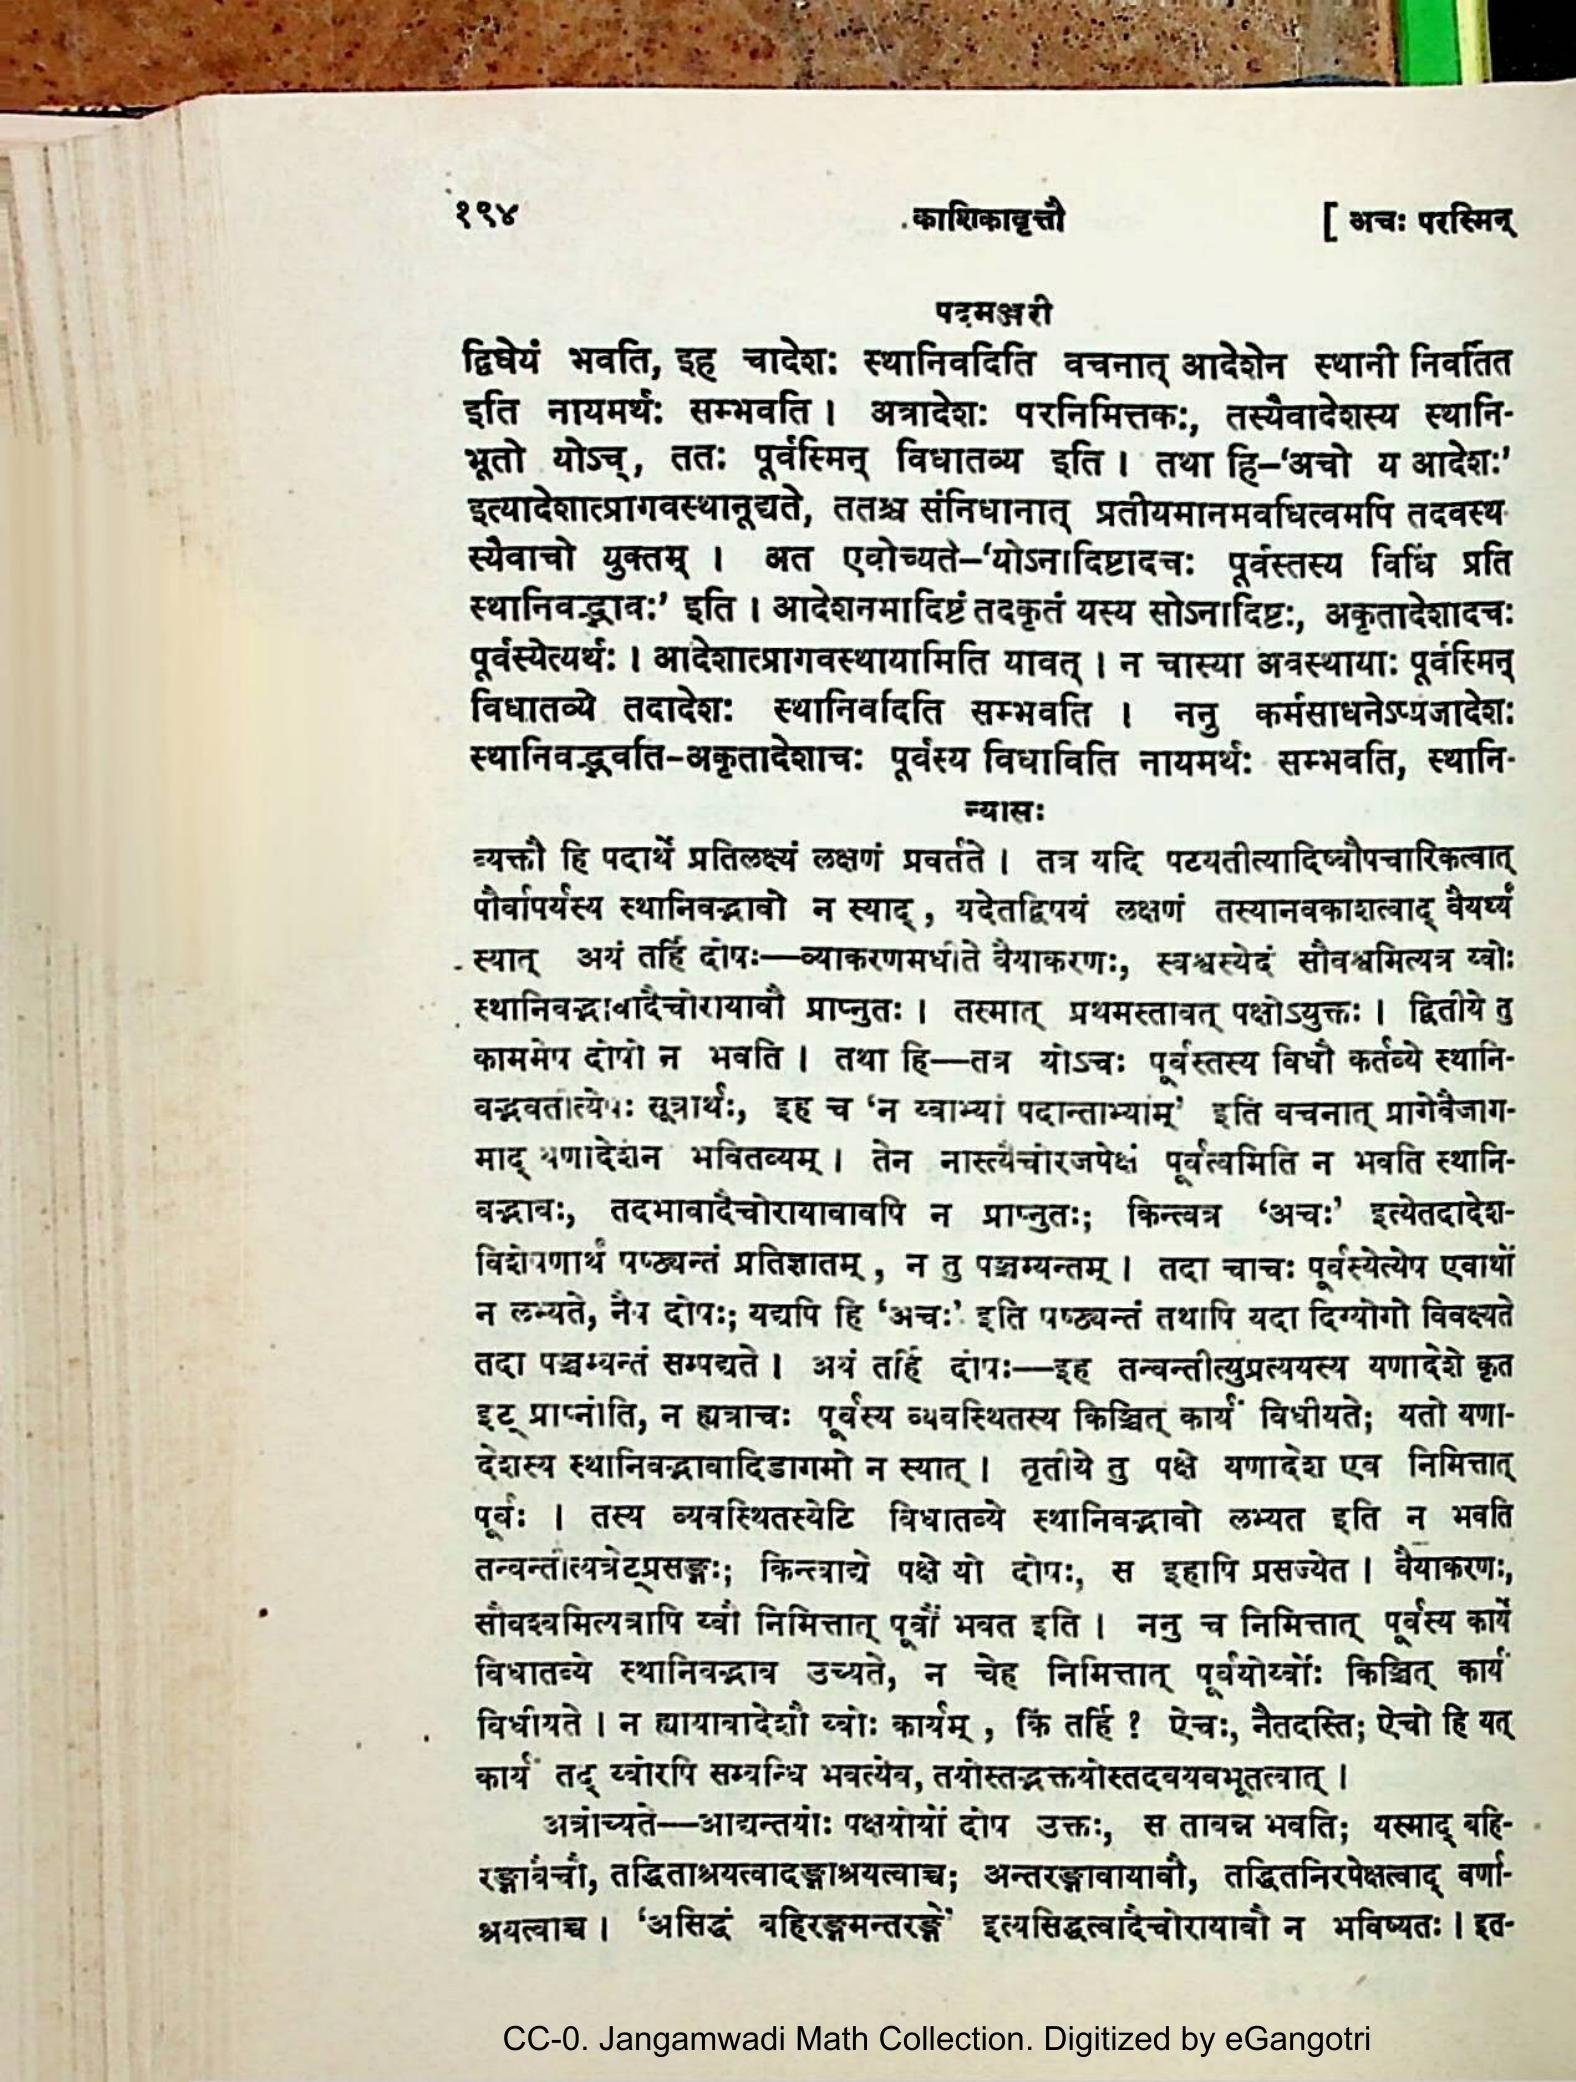 १९४ काशिकावृत्तौ [ अचः परस्मिन्
पदमञ्जरी
द्विधेयं भवति, इह चादेशः स्थानिवदिति वचनात् आदेशेन स्थानी निवर्तित
इति नायमर्थः सम्भवति । अत्रादेशः परनिमित्तकः, तस्यैवादेशस्य स्थानि-
भूतो योऽच्, ततः पूर्वस्मिन् विधातव्य इति । तथा हि–‘अचो य आदेशः’
इत्यादेशात्प्रागवस्थानूद्यते, ततश्च संनिधानात् प्रतीयमानमवधित्वमपि तदवस्थ
स्यैवाचो युक्तम् । अत एवोच्यते–‘योऽनादिष्टादचः पूर्वस्तस्य विधिं प्रति
स्थानिवद्भावः’ इति । आदेशनमादिष्टं तदकृतं यस्य सोऽनादिष्टः, अकृतादेशादचः
पूर्वस्येत्यर्थः । आदेशात्प्रागवस्थायामिति यावत् । न चास्या अवस्थायाः पूर्वस्मिन्
विधातव्ये तदादेशः स्थानिवदिति सम्भवति । ननु कर्मसाधनेऽप्यजादेशः
स्थानिवद्भवति–अकृतादेशाचः पूर्वस्य विधाविति नायमर्थः सम्भवति, स्थानि-
न्यासः
व्यक्तौ हि पदार्थे प्रतिलक्ष्यं लक्षणं प्रवर्तते । तत्र यदि पटयतीत्यादिष्वौपचारिकत्वात्
पौर्वापर्यस्य स्थानिवद्भावो न स्याद्, यदेतद्विषयं लक्षणं तस्यानवकाशत्वाद् वैयर्थ्यं
स्यात् अयं तर्हि दोषः—व्याकरणमधीते वैयाकरणः, स्वश्वस्येदं सौवश्वमित्यत्र य्वोः
स्थानिवद्भावादैचोरायावौ प्राप्नुतः । तस्मात् प्रथमस्तावत् पक्षोऽयुक्तः । द्वितीये तु
काममेष दोषो न भवति । तथा हि—तत्र योऽचः पूर्वस्तस्य विधौ कर्तव्ये स्थानि-
वद्भवतीत्येषः सूत्रार्थः, इह च ‘न य्वाभ्यां पदान्ताभ्याम्’ इति वचनात् प्रागेवैजाग-
माद् यणादेशेन भवितव्यम् । तेन नास्त्यैचोरजपेक्षं पूर्वत्वमिति न भवति स्थानि-
वद्भावः, तदभावादैचोरायावावपि न प्राप्नुतः; किन्त्वत्र ‘अचः’ इत्येतदादेश-
विशेषणार्थं षष्ठ्यन्तं प्रतिज्ञातम्, न तु पञ्चम्यन्तम् । तदा चाचः पूर्वस्येत्येष एवार्थो
न लभ्यते, नैष दोषः; यद्यपि हि ‘अचः’ इति षष्ठ्यन्तं तथापि यदा दिग्योगो विवक्ष्यते
तदा पञ्चम्यन्तं सम्पद्यते । अयं तर्हि दोषः—इह तन्वन्तीत्युप्रत्ययस्य यणादेशे कृत
इट् प्राप्नोति, न ह्यत्राचः पूर्वस्य व्यवस्थितस्य किञ्चित् कार्यं विधीयते; यतो यणा-
देशस्य स्थानिवद्भावादिडागमो न स्यात् । तृतीये तु पक्षे यणादेश एव निमित्तात्
पूर्वः । तस्य व्यवस्थितस्येटि विधातव्ये स्थानिवद्भावो लभ्यत इति न भवति
तन्वन्तीत्यत्रेट्प्रसङ्गः; किन्त्वाद्ये पक्षे यो दोषः, स इहापि प्रसज्येत । वैयाकरणः,
सौवश्वमित्यत्रापि य्वौ निमित्तात् पूर्वौ भवत इति । ननु च निमित्तात् पूर्वस्य कार्ये
विधातव्ये स्थानिवद्भाव उच्यते, न चेह निमित्तात् पूर्वयोर्य्वोः किञ्चित् कार्यं
विधीयते । न ह्यायावादेशौ य्वोः कार्यम्, किं तर्हि ? ऐचः, नैतदस्ति; ऐचो हि यत्
कार्यं तद् य्वोरपि सम्बन्धि भवत्येव, तयोस्तद्भक्तयोस्तदवयवभूतत्वात् ।
अत्रोच्यते—आद्यन्तयोः पक्षयोर्यो दोष उक्तः, स तावन्न भवति; यस्माद् बहि-
रङ्गावैचौ, तद्धिताश्रयत्वादङ्गाश्रयत्वाच्च; अन्तरङ्गावायावौ, तद्धितनिरपेक्षत्वाद् वर्णा-
श्रयत्वाच्च । ‘असिद्धं बहिरङ्गमन्तरङ्गे’ इत्यसिद्धत्वादैचोरायावौ न भविष्यतः । इत-
CC-0. Jangamwadi Math Collection. Digitized by eGangotri